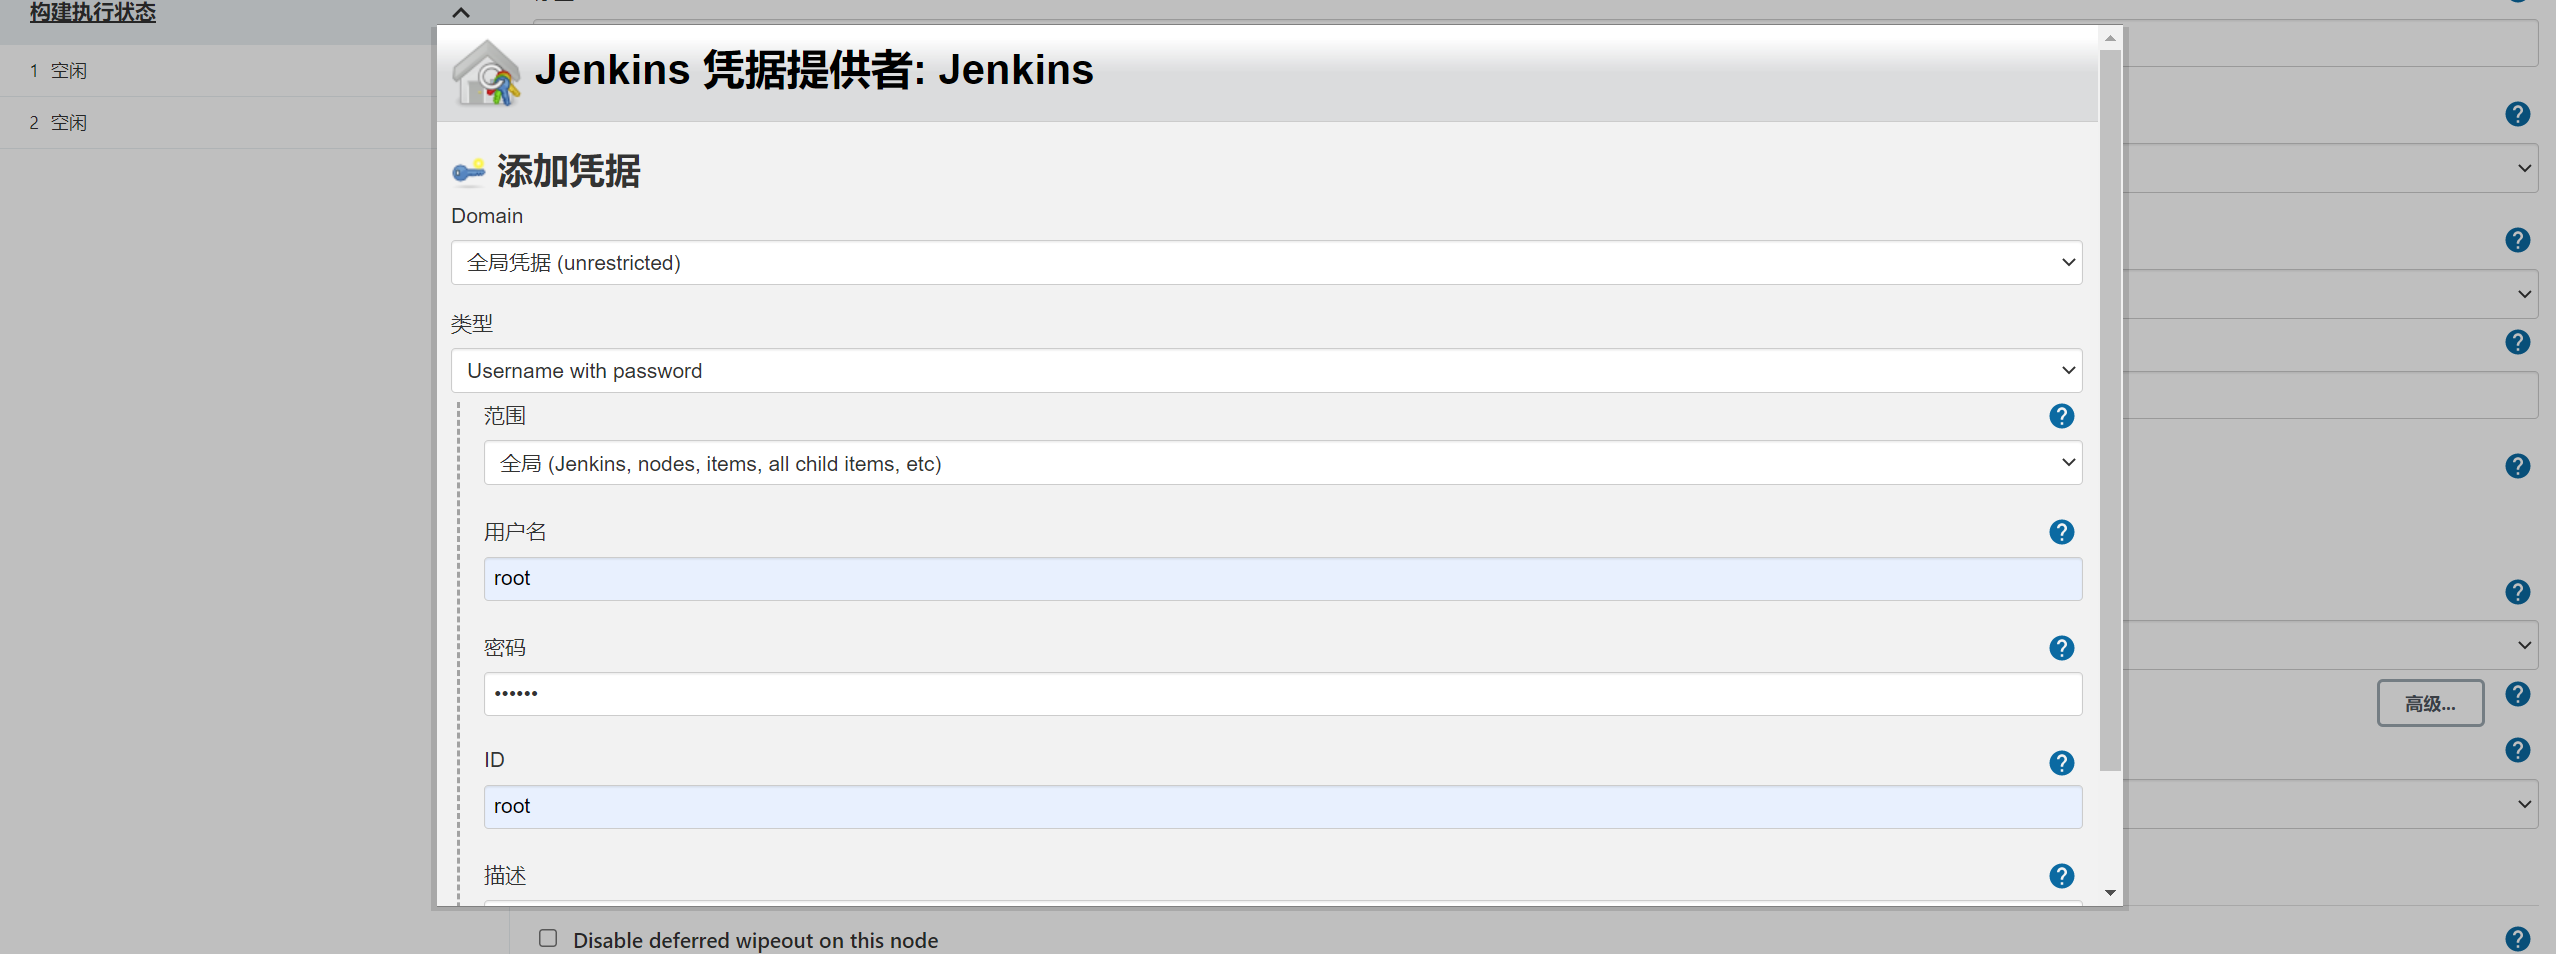 构建执行状态
1 空闲
2 空闲
Jenkins 凭据提供者: Jenkins
添加凭据
Domain
全局凭据 (unrestricted)
类型
Username with password
范围
全局 (Jenkins, nodes, items, all child items, etc)
用户名
root
密码
••••••
ID
root
描述
高级...
Disable deferred wipeout on this node